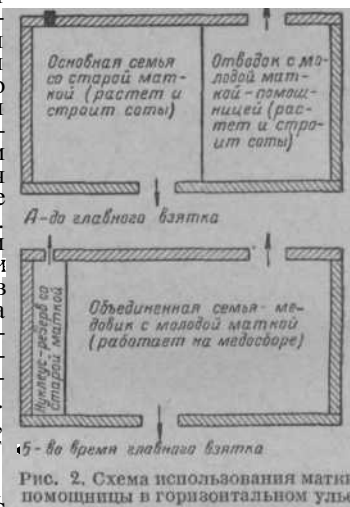 Основная семья
со старой мат-
кой (растет и
строит соты)
Отводок с мо-
лодой мат-
кой-помощ-
ницей (рас-
тет и стро-
ит соты)
А-до главного взятка
Нуклеус-резерв со
старой маткой
Объединенная семья-ме-
довик с молодой маткой
(работает на медосборе)
Б-во время главного взятка
Рис. 2. Схема использования матки
помощницы в горизонтальном улье